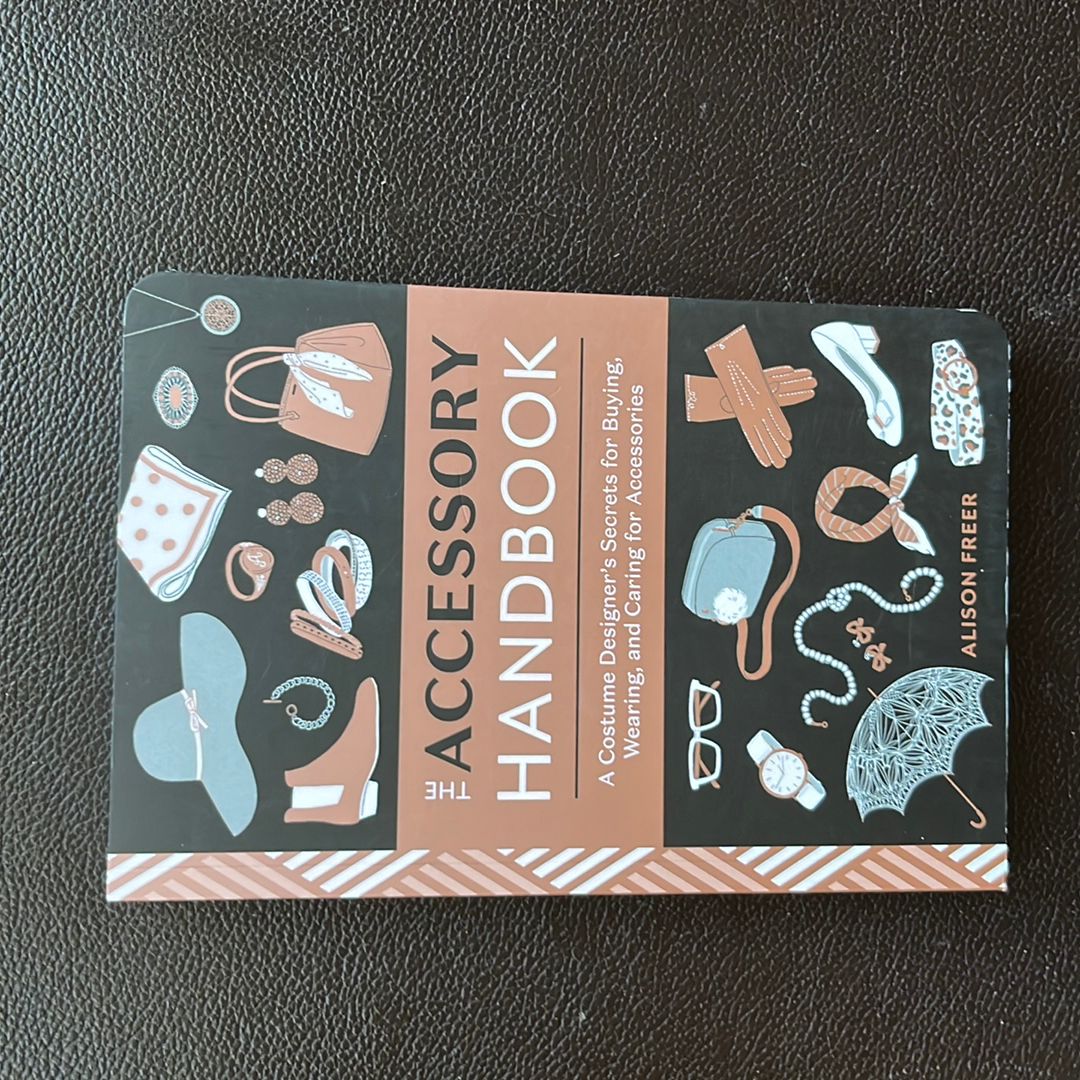 THE
ACCESSORY
HANDBOOK
A Costume Designer's Secrets for Buying,
Wearing, and Caring for Accessories
ALISON FREER